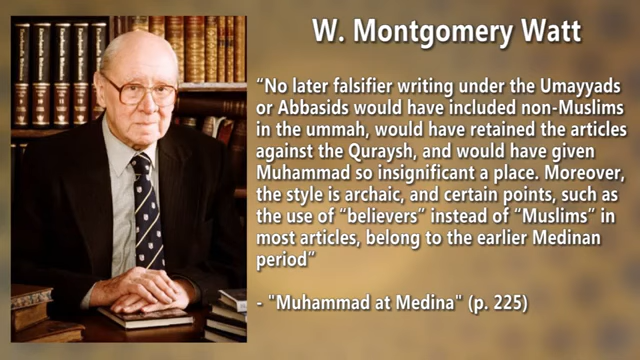 W. Montgomery Watt
“No later falsifier writing under the Umayyads
or Abbasids would have included non-Muslims
in the ummah, would have retained the articles
against the Quraysh, and would have given
Muhammad so insignificant a place. Moreover,
the style is archaic, and certain points, such as
the use of “believers” instead of “Muslims” in
most articles, belong to the earlier Medinan
period”
- "Muhammad at Medina" (p. 225)